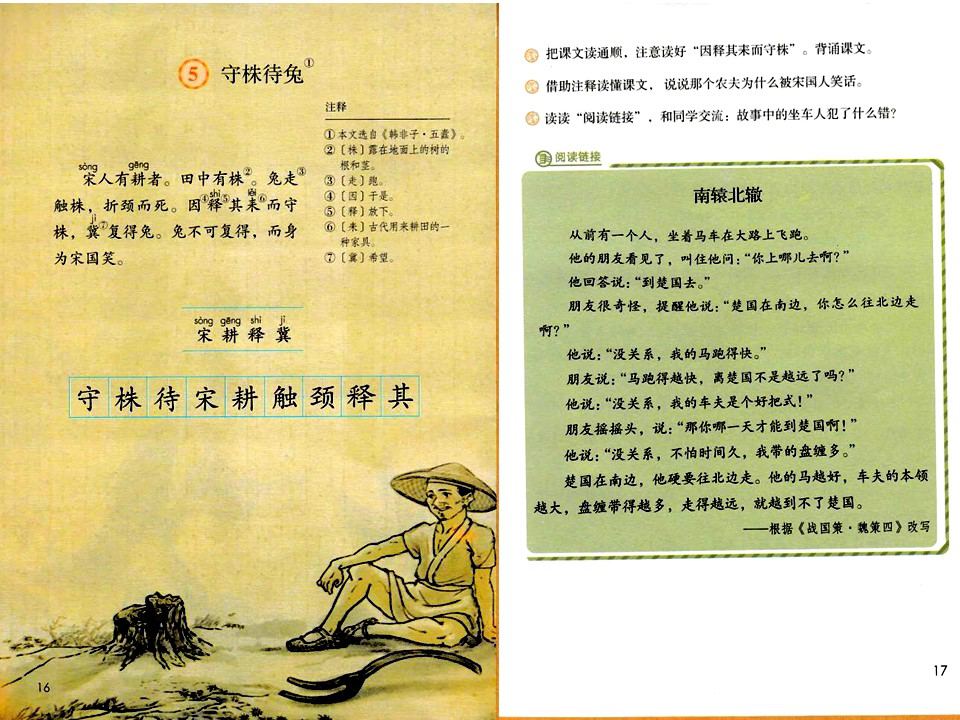 5 守株待兔①
sòng gēng
宋人有耕者。田中有株②。兔走③
shì lěi
触株，折颈而死。因④释⑤其耒⑥而守
jì
株，冀⑦复得兔。兔不可复得，而身
为宋国笑。
注释
①本文选自《韩非子·五蠹》。
②〔株〕露在地面上的树的
根和茎。
③〔走〕跑。
④〔因〕于是。
⑤〔释〕放下。
⑥〔耒〕古代用来耕田的一
种农具。
⑦〔冀〕希望。
sòng gēng shì jì
宋 耕 释 冀
守 株 待 宋 耕 触 颈 释 其
16
把课文读通顺，注意读好“因释其耒而守株”。背诵课文。
借助注释读懂课文，说说那个农夫为什么被宋国人笑话。
读读“阅读链接”，和同学交流：故事中的坐车人犯了什么错？
阅读链接
南辕北辙
从前有一个人，坐着马车在大路上飞跑。
他的朋友看见了，叫住他问：“你上哪儿去啊？”
他回答说：“到楚国去。”
朋友很奇怪，提醒他说：“楚国在南边，你怎么往北边走
啊？”
他说：“没关系，我的马跑得快。”
朋友说：“马跑得越快，离楚国不是越远了吗？”
他说：“没关系，我的车夫是个好把式！”
朋友摇摇头，说：“那你哪一天才能到楚国啊！”
他说：“没关系，不怕时间久，我带的盘缠多。”
楚国在南边，他硬要往北边走。他的马越好，车夫的本领
越大，盘缠带得越多，走得越远，就越到不了楚国。
——根据《战国策·魏策四》改写
17